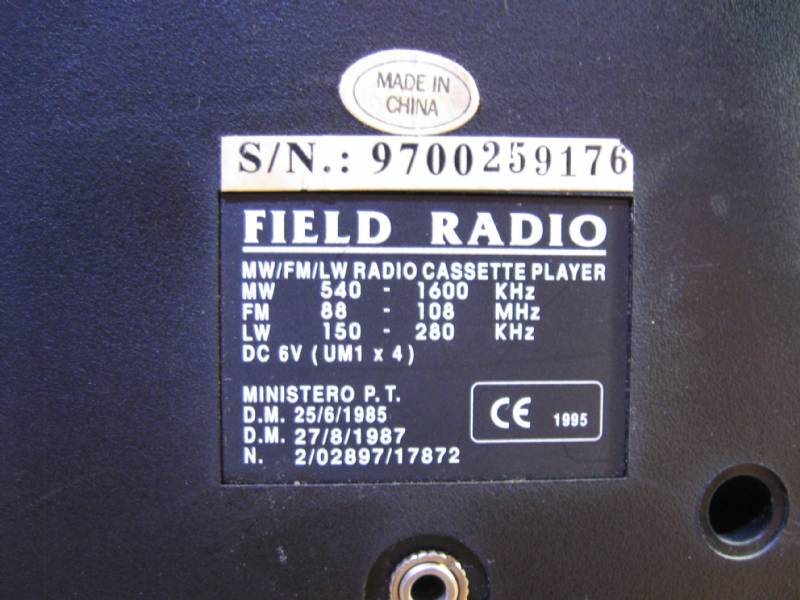 MADE IN
CHINA
S/N.: 9700259176
FIELD RADIO
MW/FM/LW RADIO CASSETTE PLAYER
MW 540 - 1600 KHz
FM 88 - 108 MHz
LW 150 - 280 KHz
DC 6V (UM1 x 4)
MINISTERO P.T.
D.M. 25/6/1985
D.M. 27/8/1987
N. 2/02897/17872
CE 1995